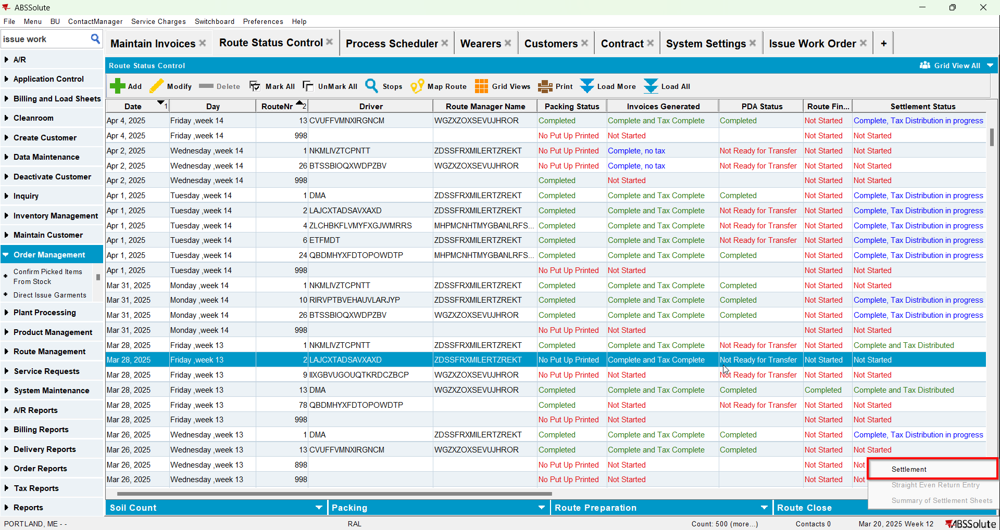 ABSSolute
File Menu BU ContactManager Service Charges Switchboard Preferences Help
issue work
Maintain Invoices Route Status Control Process Scheduler Wearers Customers Contract System Settings Issue Work Order +
Route Status Control Grid View All
Add Modify Delete Mark All UnMark All Stops Map Route Grid Views Print Load More Load All
A/R
Application Control
Billing and Load Sheets
Cleanroom
Create Customer
Data Maintenance
Deactivate Customer
Inquiry
Inventory Management
Maintain Customer
Order Management
Confirm Picked Items
From Stock
Direct Issue Garments
Plant Processing
Product Management
Route Management
Service Requests
System Maintenance
A/R Reports
Billing Reports
Delivery Reports
Order Reports
Tax Reports
Reports
Date 1 Day RouteNr 2 Driver Route Manager Name Packing Status Invoices Generated PDA Status Route Fin... Settlement Status
Apr 4, 2025 Friday ,week 14 13 CVUFFVMNXIRGNCM WGZXZOXSEVUJHROR Completed Complete and Tax Complete Completed Not Started Complete, Tax Distribution in progress
Apr 4, 2025 Friday ,week 14 998 No Put Up Printed Not Started Not Started Not Started
Apr 2, 2025 Wednesday ,week 14 1 NKMLIVZTCPNTT ZDSSFRXMILERTZREKT No Put Up Printed Complete, no tax Not Ready for Transfer Not Started Not Started
Apr 2, 2025 Wednesday ,week 14 26 BTSSBIOQXWDPZBV WGZXZOXSEVUJHROR No Put Up Printed Complete, no tax Not Ready for Transfer Not Started Not Started
Apr 2, 2025 Wednesday ,week 14 998 Completed Not Started Not Started Not Started
Apr 1, 2025 Tuesday ,week 14 1 DMA ZDSSFRXMILERTZREKT Completed Complete and Tax Complete Completed Not Started Complete, Tax Distribution in progress
Apr 1, 2025 Tuesday ,week 14 2 LAJCXTADSAVXAXD ZDSSFRXMILERTZREKT Completed Complete and Tax Complete Not Ready for Transfer Not Started Complete, Tax Distribution in progress
Apr 1, 2025 Tuesday ,week 14 4 ZLCHBKFLVMYFXGJWMRRS MHPMCNHTMYGBANLRFS... Completed Complete and Tax Complete Not Ready for Transfer Not Started Complete, Tax Distribution in progress
Apr 1, 2025 Tuesday ,week 14 6 ETFMDT ZDSSFRXMILERTZREKT Completed Complete and Tax Complete Not Ready for Transfer Not Started Complete, Tax Distribution in progress
Apr 1, 2025 Tuesday ,week 14 24 QBDMHYXFDTOPOWDTP MHPMCNHTMYGBANLRFS... Completed Complete and Tax Complete Completed Not Started Complete, Tax Distribution in progress
Apr 1, 2025 Tuesday ,week 14 998 No Put Up Printed Not Started Not Started Not Started
Mar 31, 2025 Monday ,week 14 1 NKMLIVZTCPNTT ZDSSFRXMILERTZREKT Completed Complete and Tax Complete Completed Not Started Not Started
Mar 31, 2025 Monday ,week 14 10 RIRVPTBVEHAUVLARJYP ZDSSFRXMILERTZREKT Completed Complete and Tax Complete Completed Not Started Complete, Tax Distribution in progress
Mar 31, 2025 Monday ,week 14 26 BTSSBIOQXWDPZBV WGZXZOXSEVUJHROR Completed Complete and Tax Complete Completed Not Started Complete, Tax Distribution in progress
Mar 31, 2025 Monday ,week 14 998 No Put Up Printed Not Started Not Started Not Started
Mar 28, 2025 Friday ,week 13 1 NKMLIVZTCPNTT ZDSSFRXMILERTZREKT Completed Complete and Tax Complete Not Ready for Transfer Not Started Complete and Tax Distributed
Mar 28, 2025 Friday ,week 13 2 LAJCXTADSAVXAXD ZDSSFRXMILERTZREKT No Put Up Printed Complete and Tax Complete Not Ready for Transfer Not Started Not Started
Mar 28, 2025 Friday ,week 13 9 IIXGBVUGOUQTKRDCZBCP WGZXZOXSEVUJHROR No Put Up Printed Not Started Not Ready for Transfer Not Started Not Started
Mar 28, 2025 Friday ,week 13 13 DMA WGZXZOXSEVUJHROR Completed Complete and Tax Complete Completed Completed Complete and Tax Distributed
Mar 28, 2025 Friday ,week 13 78 QBDMHYXFDTOPOWDTP Completed Not Started Not Ready for Transfer Not Started Not Started
Mar 28, 2025 Friday ,week 13 998 No Put Up Printed Not Started Not Started Not Started
Mar 26, 2025 Wednesday ,week 13 1 DMA ZDSSFRXMILERTZREKT Completed Complete and Tax Complete Completed Not Started Complete, Tax Distribution in progress
Mar 26, 2025 Wednesday ,week 13 13 CVUFFVMNXIRGNCM WGZXZOXSEVUJHROR Completed Complete and Tax Complete Completed Not Started Not Started
Mar 26, 2025 Wednesday ,week 13 898 No Put Up Printed Not Started Not Started Not
Mar 26, 2025 Wednesday ,week 13 998 No Put Up Printed Not Started Not Started Not
Settlement
Straight Even Return Entry
Summary of Settlement Sheets
Soil Count Packing Route Preparation Route Close
PORTLAND, ME - - RAL Count: 500 (more...) Contacts 0 Mar 20, 2025 Week 12 ABSSolute